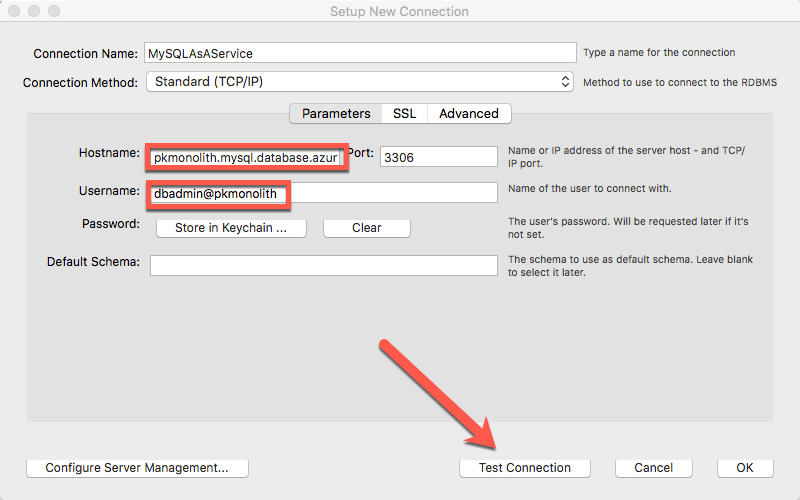 Setup New Connection
Connection Name: MySQLAsAService Type a name for the connection
Connection Method: Standard (TCP/IP) Method to use to connect to the RDBMS
Parameters SSL Advanced
Hostname: pkmonolith.mysql.database.azur Port: 3306 Name or IP address of the server host - and TCP/
IP port.
Username: dbadmin@pkmonolith Name of the user to connect with.
Password: Store in Keychain ... Clear The user's password. Will be requested later if it's
not set.
Default Schema: The schema to use as default schema. Leave blank
to select it later.
Configure Server Management... Test Connection Cancel OK